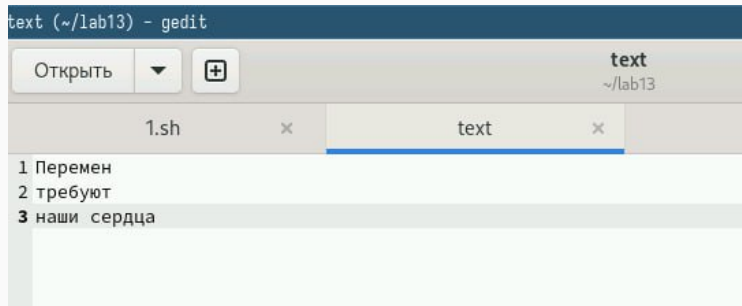 text (~/lab13) - gedit
Открыть
text
~/lab13
1.sh × text ×
1 Перемен
2 требуют
3 наши сердца